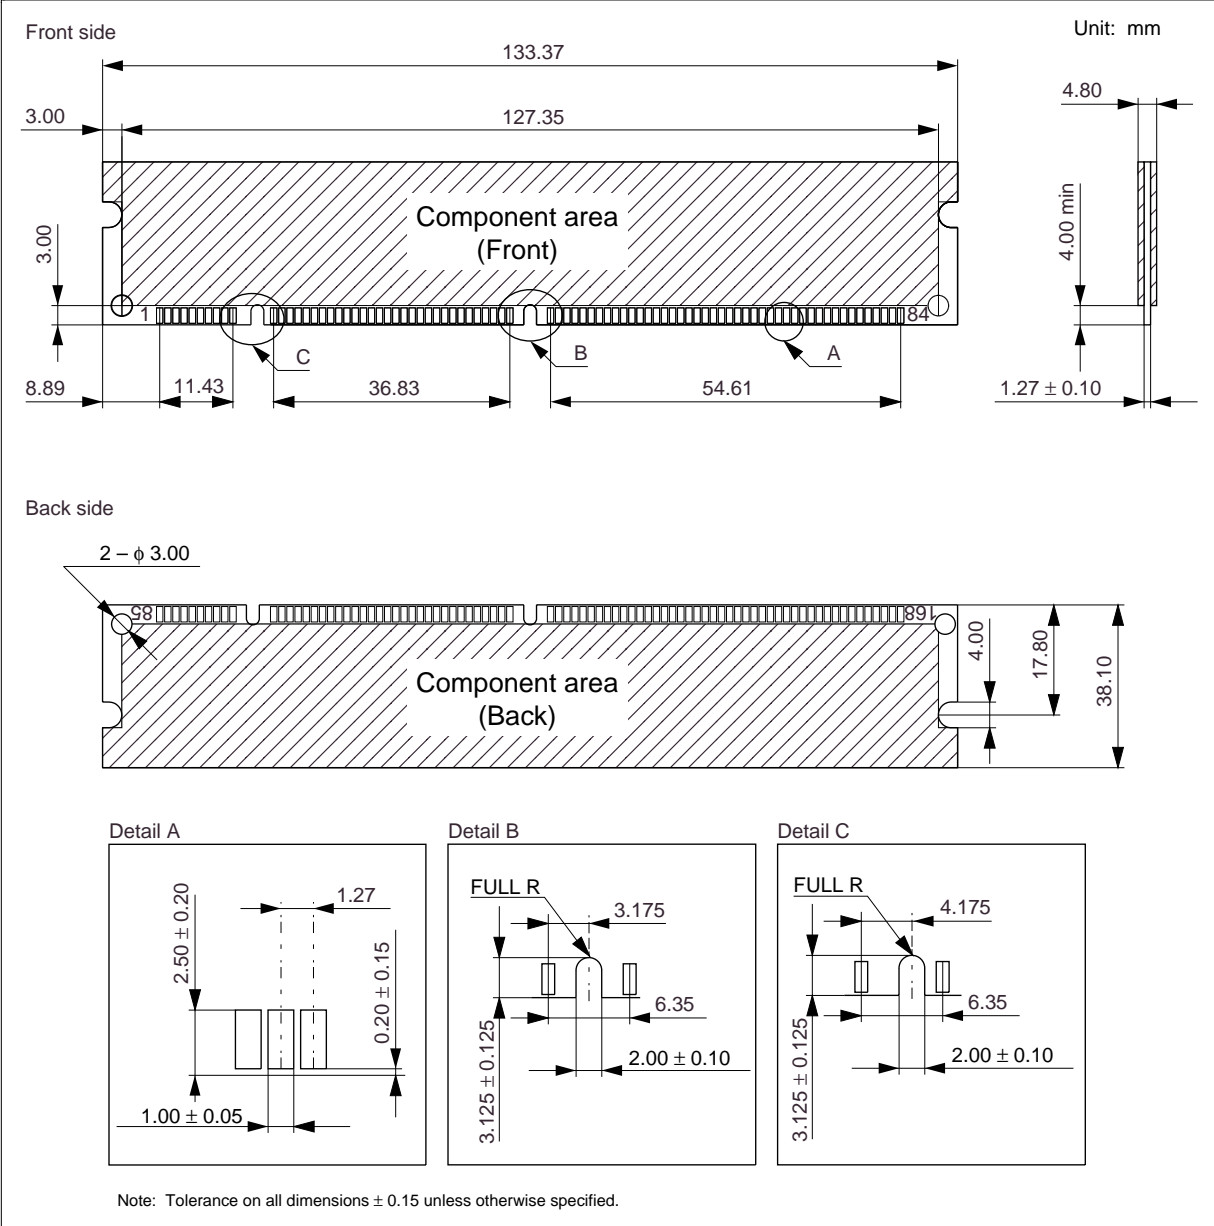 Front side
Unit: mm
133.37
4.80
3.00
127.35
Component area
(Front)
3.00
4.00 min
1
84
C
B
A
8.89
11.43
36.83
54.61
1.27 ± 0.10
Back side
2 – ϕ 3.00
85
168
Component area
(Back)
4.00
17.80
38.10
Detail A
Detail B
Detail C
2.50 ± 0.20
1.27
0.20 ± 0.15
1.00 ± 0.05
FULL R
3.175
6.35
3.125 ± 0.125
2.00 ± 0.10
FULL R
4.175
6.35
3.125 ± 0.125
2.00 ± 0.10
Note: Tolerance on all dimensions ± 0.15 unless otherwise specified.